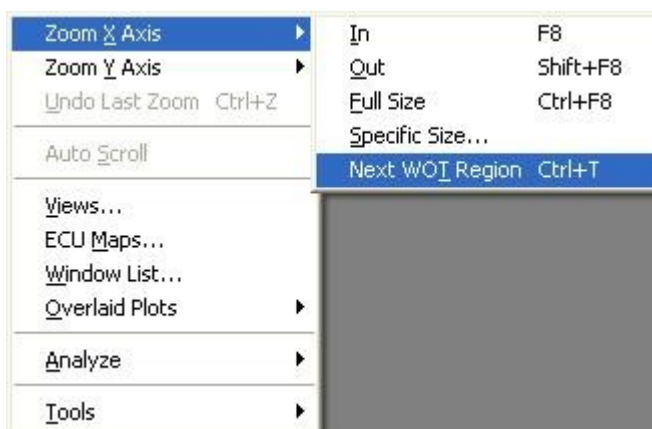 Zoom X Axis
Zoom Y Axis
Undo Last Zoom Ctrl+Z
Auto Scroll
Views...
ECU Maps...
Window List...
Overlaid Plots
Analyze
Tools
In F8
Out Shift+F8
Full Size Ctrl+F8
Specific Size...
Next WOT Region Ctrl+T